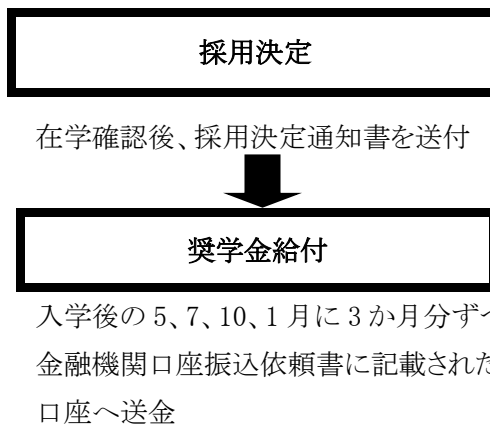 採用決定
在学確認後、採用決定通知書を送付
奨学金給付
入学後の 5、7、10、1 月に 3 か月分ず
金融機関口座振込依頼書に記載された
口座へ送金